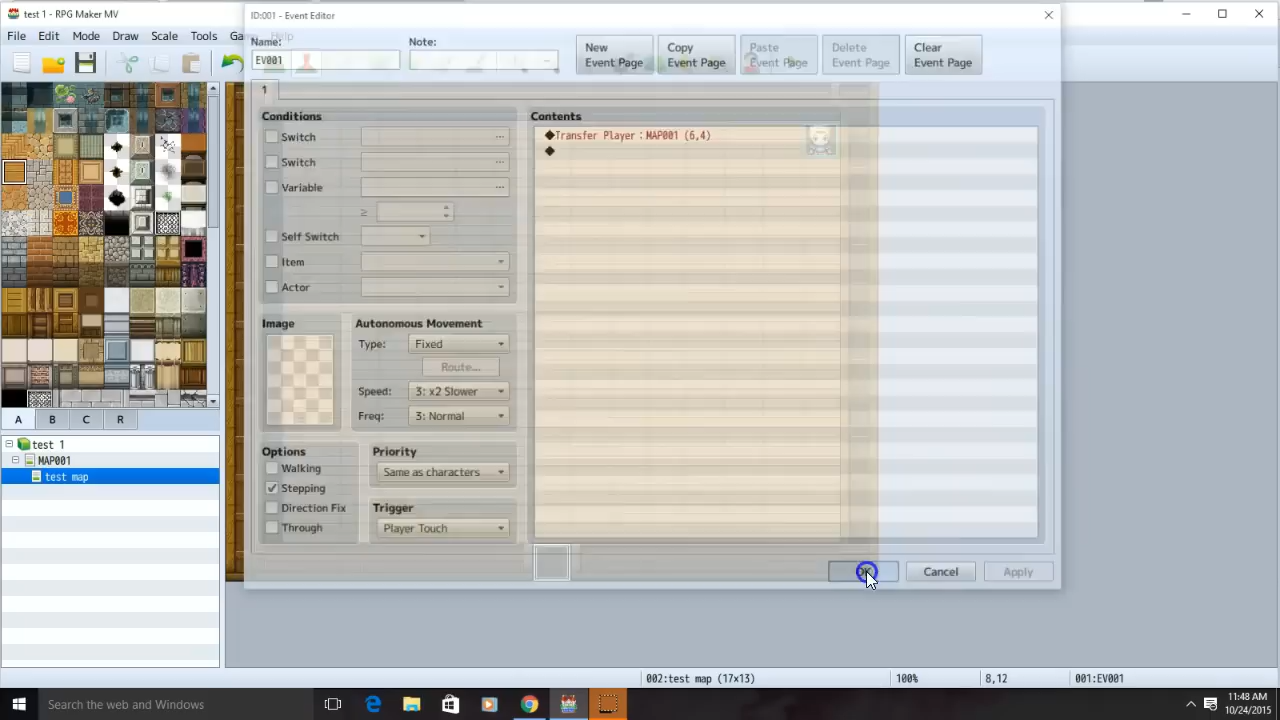 test 1 - RPG Maker MV
ID:001 - Event Editor
File Edit Mode Draw Scale Tools Ga Help
Name: Note:
EV001
New Event Page
Copy Event Page
Paste Event Page
Delete Event Page
Clear Event Page
1
Conditions
Switch ...
Switch ...
Variable ...
≥
Self Switch
Item
Actor
Contents
◆Transfer Player：MAP001 (6,4)
◆
Image
Autonomous Movement
Type: Fixed
Route...
Speed: 3: x2 Slower
Freq: 3: Normal
Options
Walking
Stepping
Direction Fix
Through
Priority
Same as characters
Trigger
Player Touch
Cancel Apply
A B C R
test 1
MAP001
test map
002:test map (17×13) 100% 8,12 001:EV001
Search the web and Windows
11:48 AM
10/24/2015